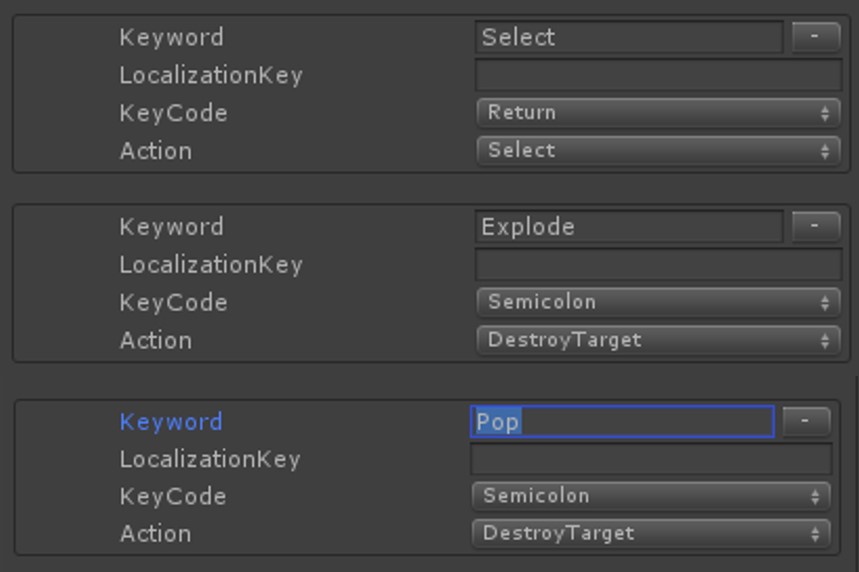 Keyword Select -
LocalizationKey
KeyCode Return
Action Select
Keyword Explode -
LocalizationKey
KeyCode Semicolon
Action DestroyTarget
Keyword Pop -
LocalizationKey
KeyCode Semicolon
Action DestroyTarget